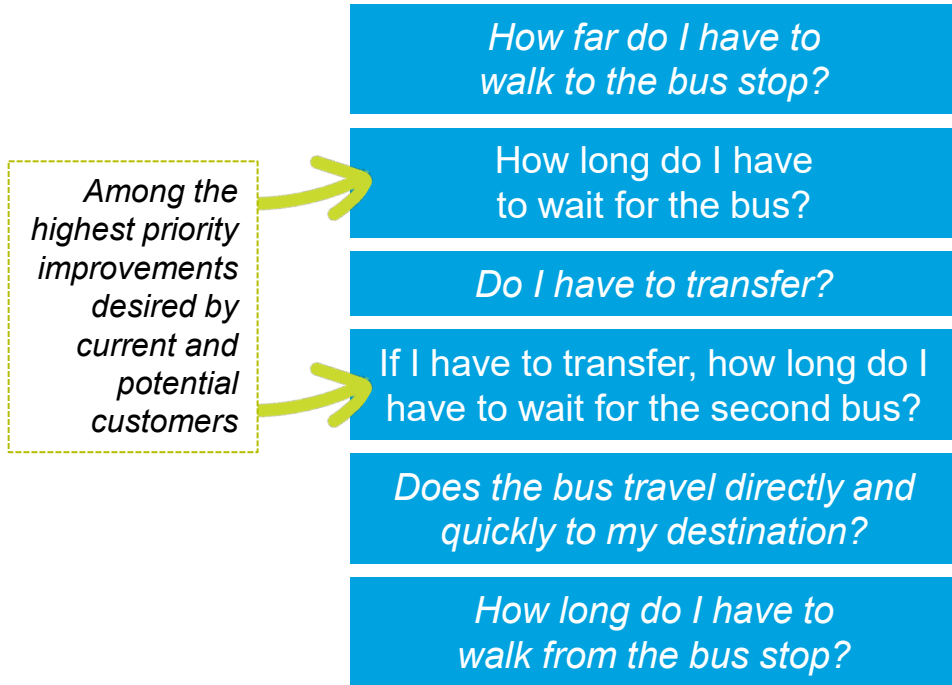 How far do I have to
walk to the bus stop?
How long do I have
to wait for the bus?
Among the
highest priority
improvements
desired by
current and
potential
customers
Do I have to transfer?
If I have to transfer, how long do I
have to wait for the second bus?
Does the bus travel directly and
quickly to my destination?
How long do I have to
walk from the bus stop?